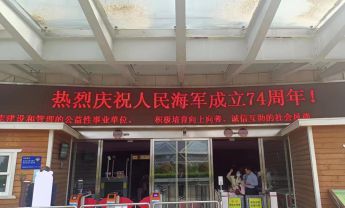 热烈庆祝人民海军成立74周年！
建设和管理的公益性事业单位。 积极培育向上向善、诚信互助的社会风尚